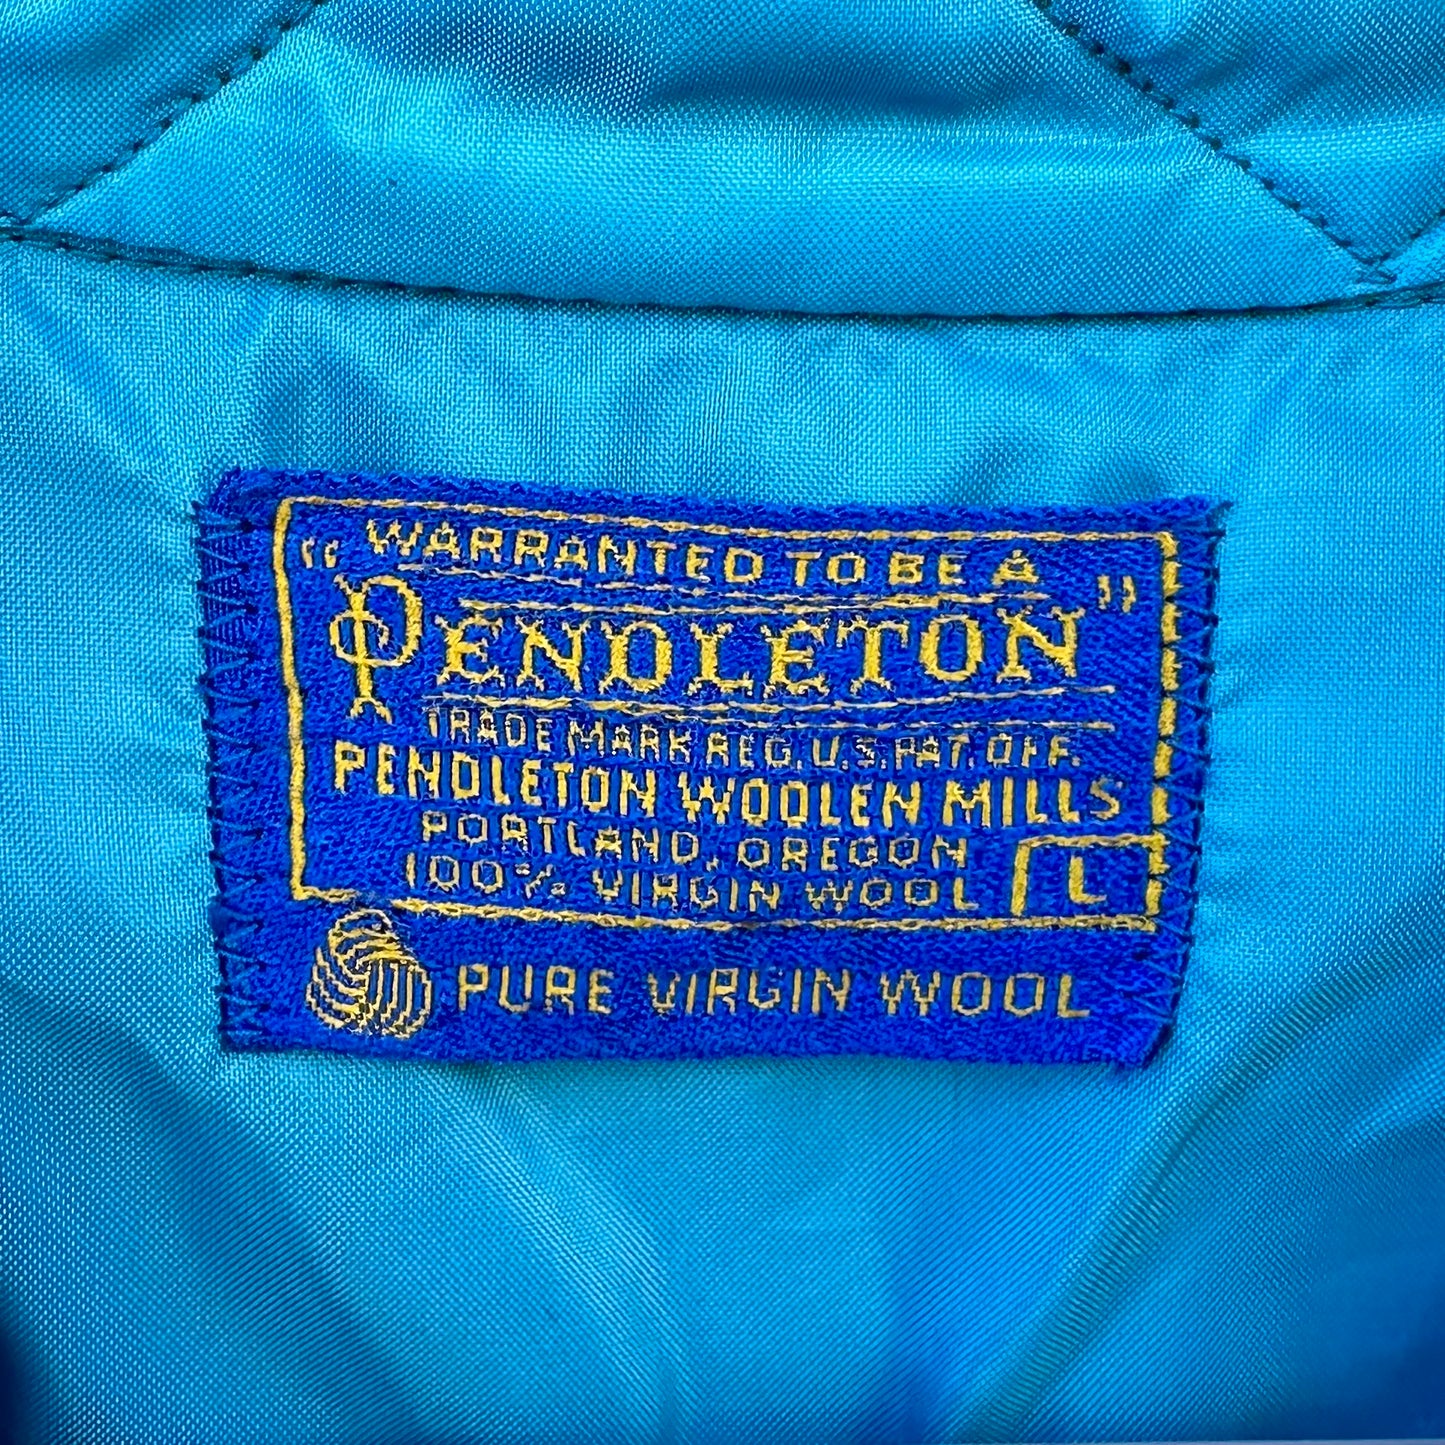 WARRANTED TO BE A
"PENDLETON"
TRADE MARK REG. U.S. PAT. OFF.
PENDLETON WOOLEN MILLS
PORTLAND, OREGON
100% VIRGIN WOOL L
PURE VIRGIN WOOL